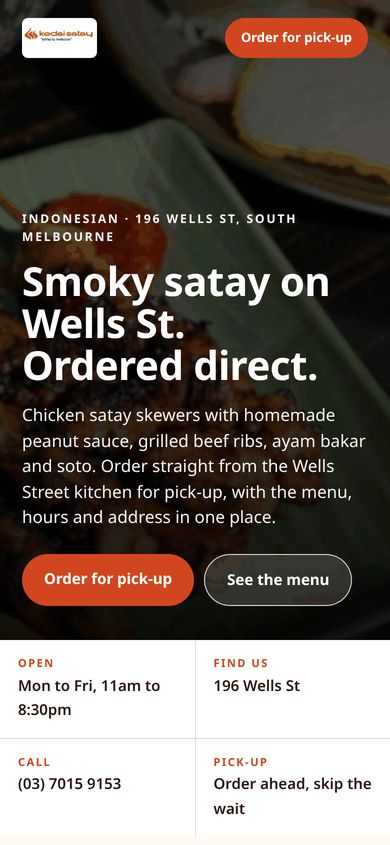 kedai satay
"Grilled to Perfection"
Order for pick-up
INDONESIAN · 196 WELLS ST, SOUTH
MELBOURNE
Smoky satay on
Wells St.
Ordered direct.
Chicken satay skewers with homemade
peanut sauce, grilled beef ribs, ayam bakar
and soto. Order straight from the Wells
Street kitchen for pick-up, with the menu,
hours and address in one place.
Order for pick-up
See the menu
OPEN
Mon to Fri, 11am to
8:30pm
FIND US
196 Wells St
CALL
(03) 7015 9153
PICK-UP
Order ahead, skip the
wait